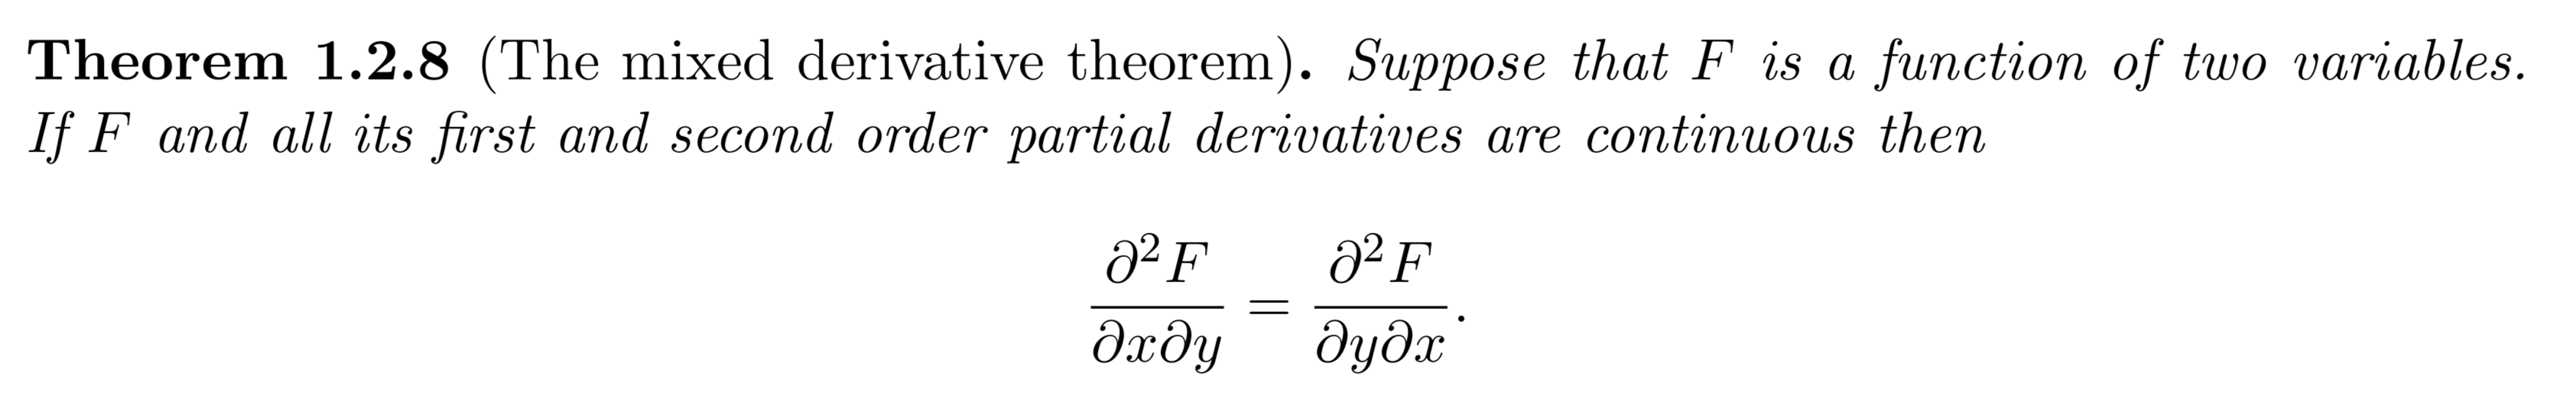 Theorem 1.2.8 (The mixed derivative theorem). Suppose that F is a function of two variables.
If F and all its first and second order partial derivatives are continuous then
∂²F/∂x∂y = ∂²F/∂y∂x.